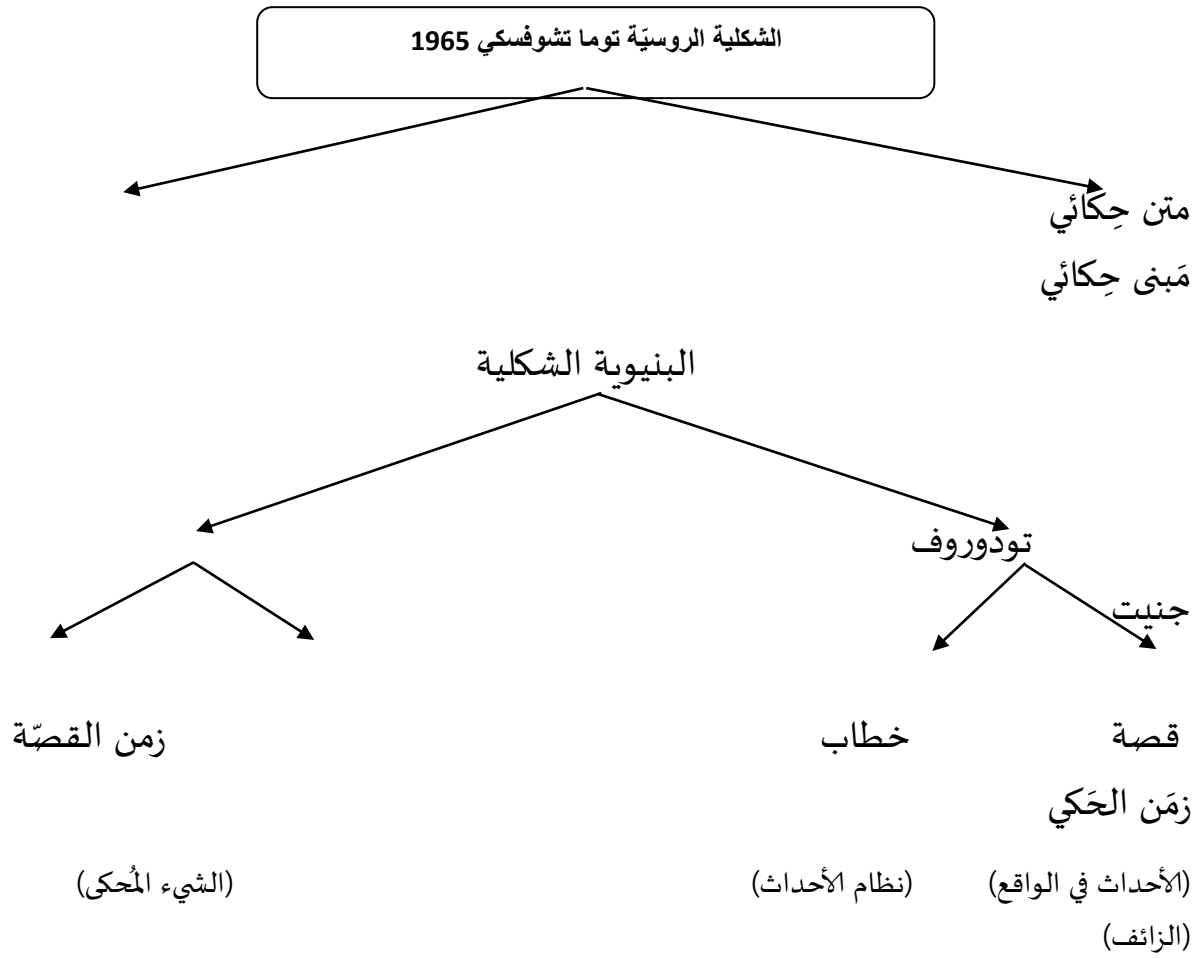 الشكلية الروسيّة توما تشوفسكي 1965
متن حِكائي
مَبنى حِكائي
البنيوية الشكلية
تودوروف
جنيت
قصة خطاب زمن القصّة
زمَن الحَكي
(الأحداث في الواقع) (نظام الأحداث) (الشيء المُحكى)
(الزائف)